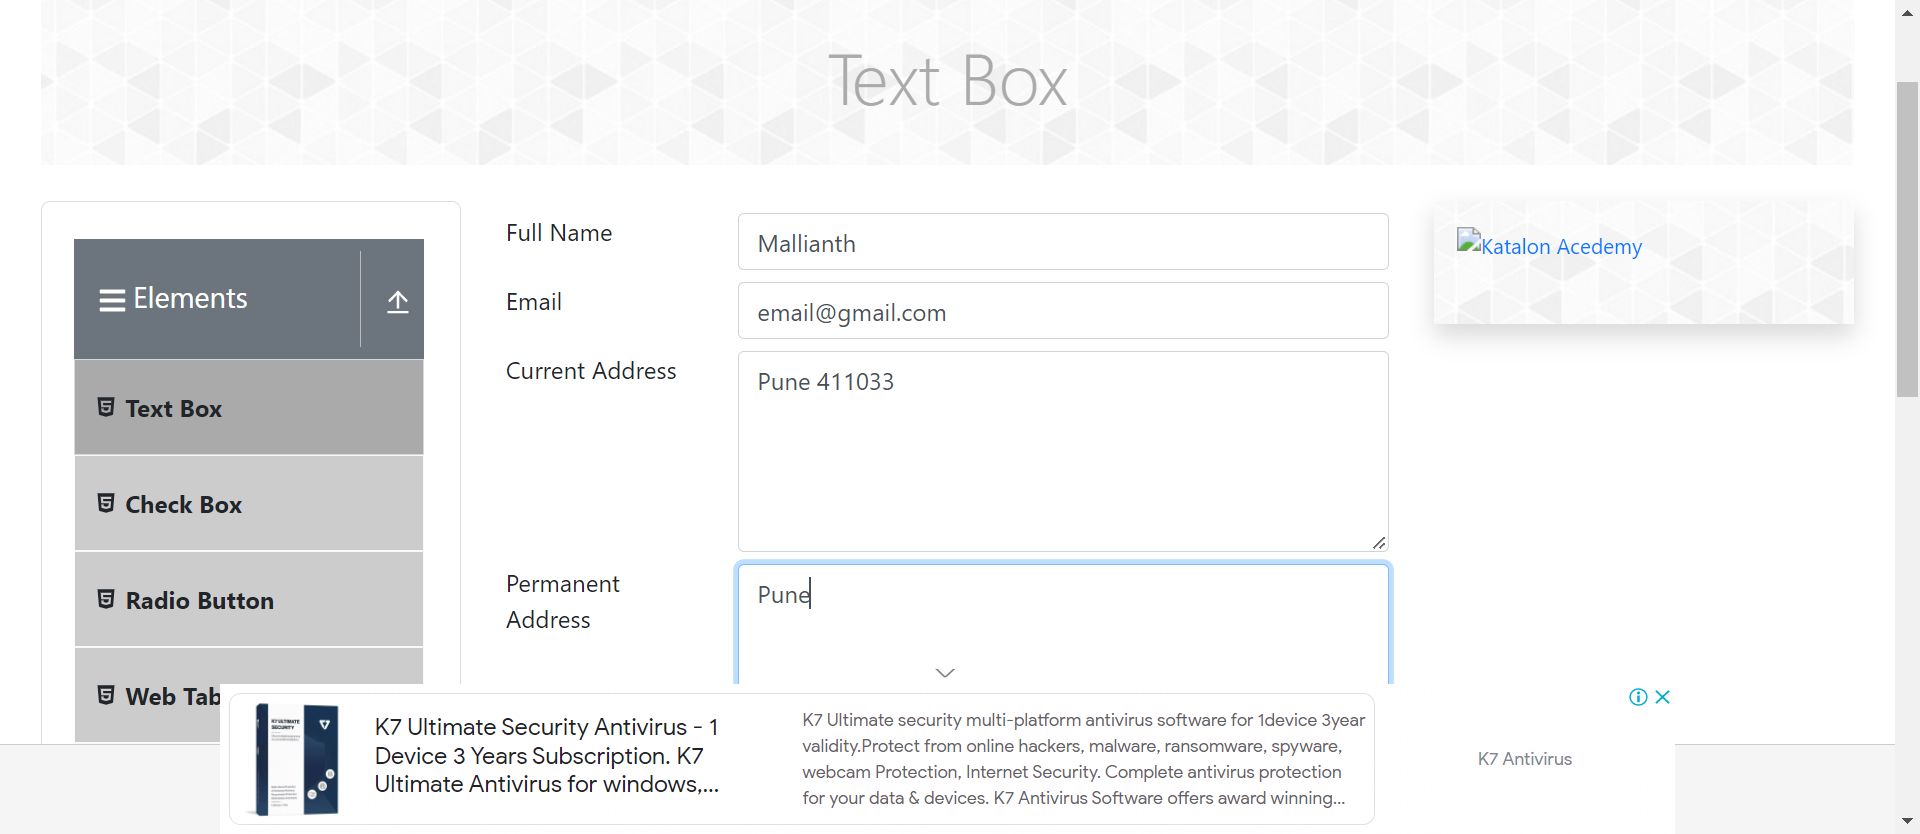 Text Box
Elements
Text Box
Check Box
Radio Button
Web Tab
Full Name
Mallianth
Email
email@gmail.com
Current Address
Pune 411033
Permanent
Address
Pune
Katalon Acedemy
K7 ULTIMATE
SECURITY
K7 Ultimate Security Antivirus - 1
Device 3 Years Subscription. K7
Ultimate Antivirus for windows,...
K7 Ultimate security multi-platform antivirus software for 1device 3year
validity.Protect from online hackers, malware, ransomware, spyware,
webcam Protection, Internet Security. Complete antivirus protection
for your data & devices. K7 Antivirus Software offers award winning...
K7 Antivirus